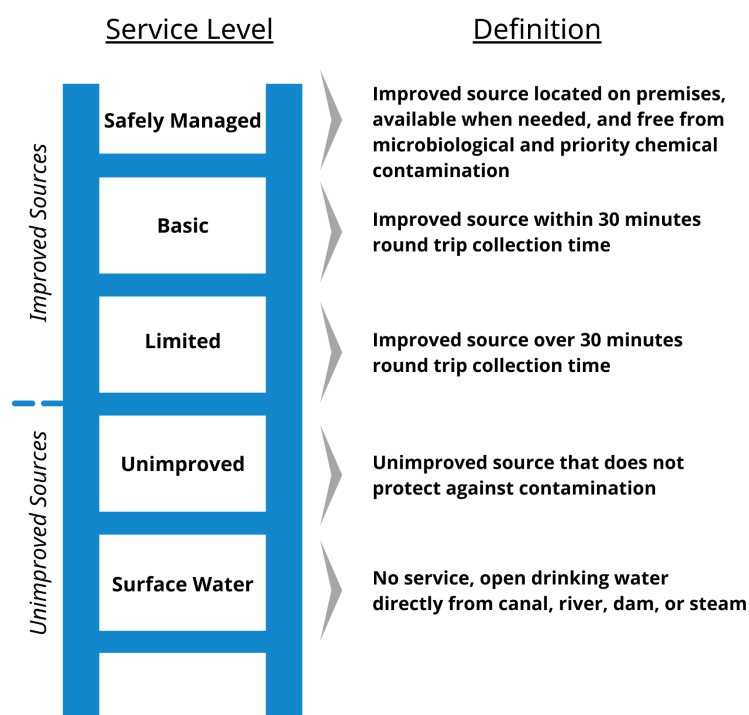 Service Level
Definition
Improved Sources
Safely Managed
Improved source located on premises,
available when needed, and free from
microbiological and priority chemical
contamination
Basic
Improved source within 30 minutes
round trip collection time
Limited
Improved source over 30 minutes
round trip collection time
Unimproved Sources
Unimproved
Unimproved source that does not
protect against contamination
Surface Water
No service, open drinking water
directly from canal, river, dam, or steam